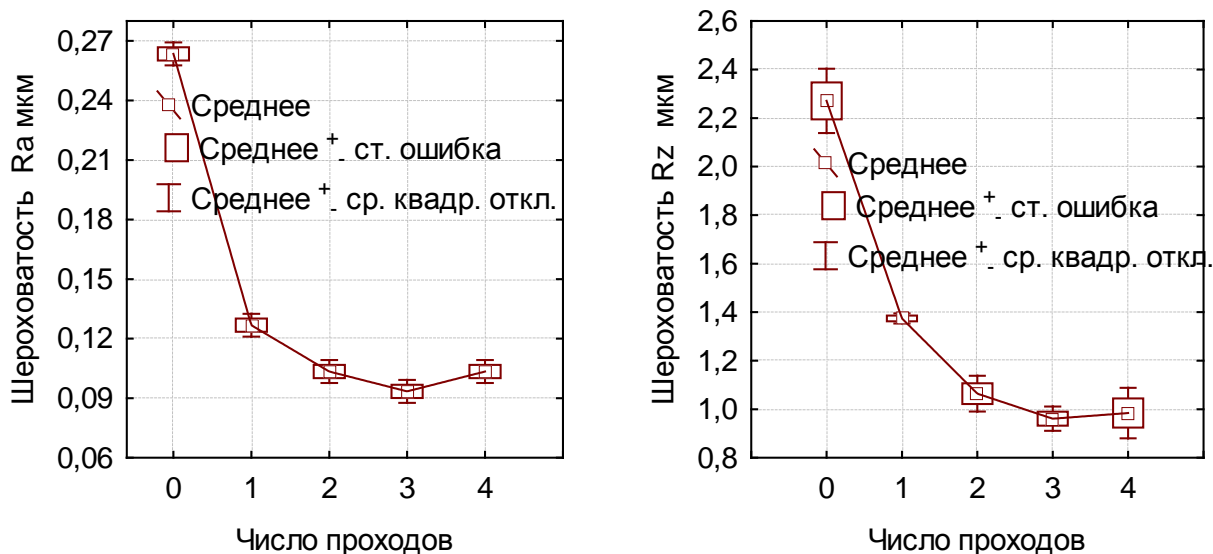 Шероховатость Ra мкм
0,27
0,24
0,21
0,18
0,15
0,12
0,09
0,06
Среднее
Среднее +- ст. ошибка
Среднее +- ср. квадр. откл.
0 1 2 3 4
Число проходов
Шероховатость Rz мкм
2,6
2,4
2,2
2,0
1,8
1,6
1,4
1,2
1,0
0,8
Среднее
Среднее +- ст. ошибка
Среднее +- ср. квадр. откл.
0 1 2 3 4
Число проходов